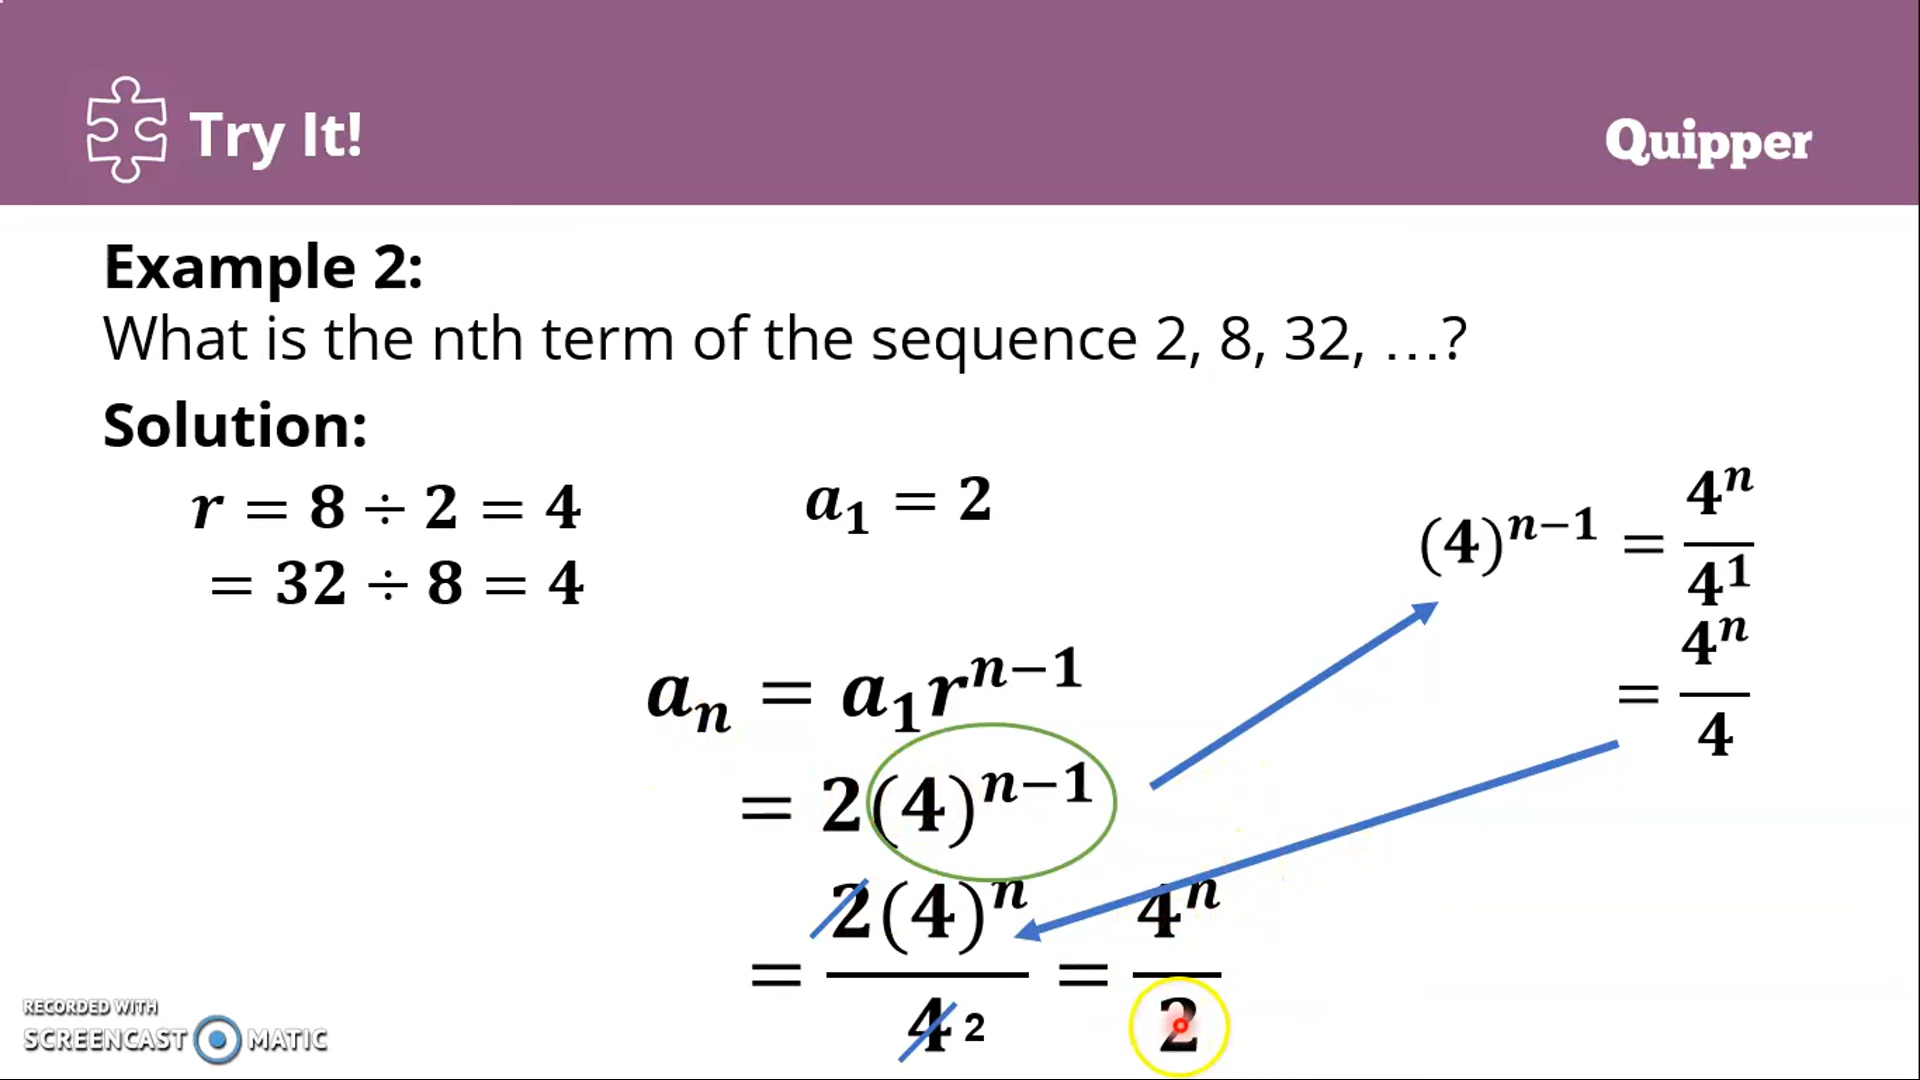 Try It!
Quipper
Example 2:
What is the nth term of the sequence 2, 8, 32, …?
Solution:
r = 8 ÷ 2 = 4
= 32 ÷ 8 = 4
a₁ = 2
(4)ⁿ⁻¹ = 4ⁿ/4¹
= 4ⁿ/4
aₙ = a₁rⁿ⁻¹
= 2(4)ⁿ⁻¹
= 2(4)ⁿ/4 2 = 4ⁿ/2
RECORDED WITH
SCREENCAST MATIC